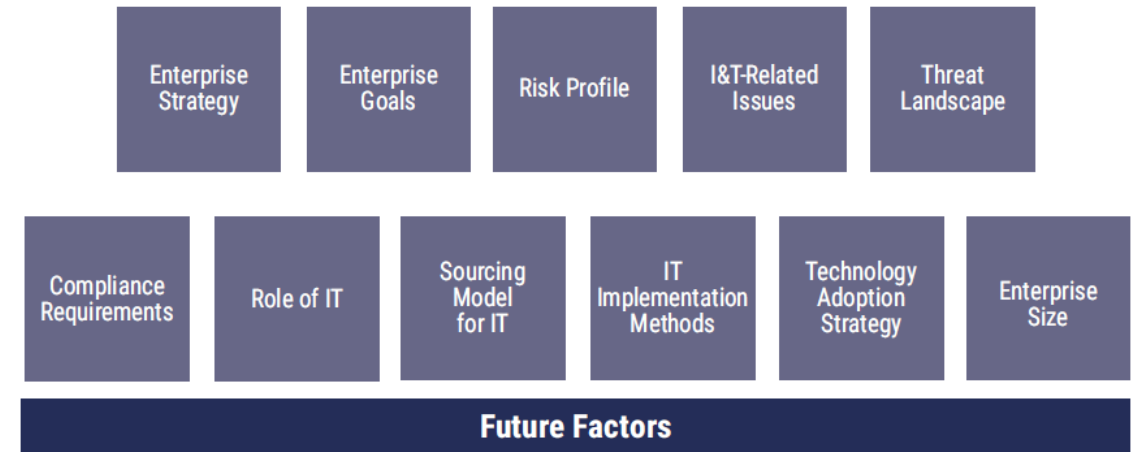 Enterprise
Strategy
Enterprise
Goals
Risk Profile
I&T-Related
Issues
Threat
Landscape
Compliance
Requirements
Role of IT
Sourcing
Model
for IT
IT
Implementation
Methods
Technology
Adoption
Strategy
Enterprise
Size
Future Factors